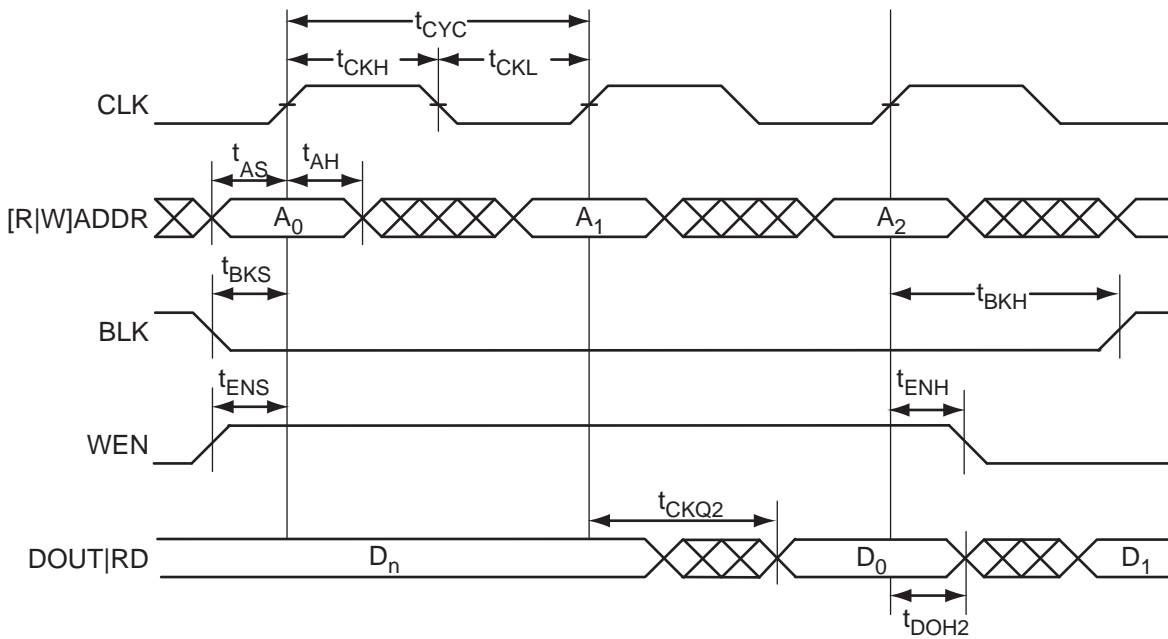 tCYC
tCKH tCKL
CLK
tAS tAH
[R|W]ADDR A0 A1 A2
tBKS tBKH
BLK
tENS tENH
WEN
tCKQ2
DOUT|RD Dn D0 D1
tDOH2